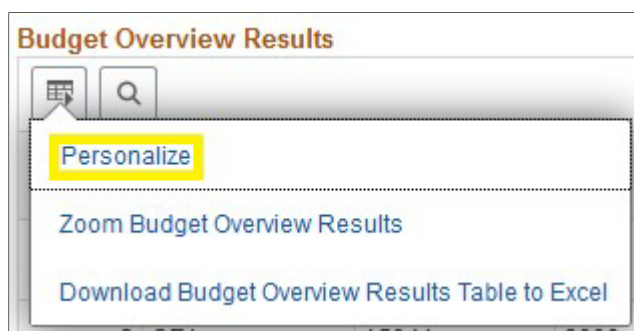 Budget Overview Results
Personalize
Zoom Budget Overview Results
Download Budget Overview Results Table to Excel